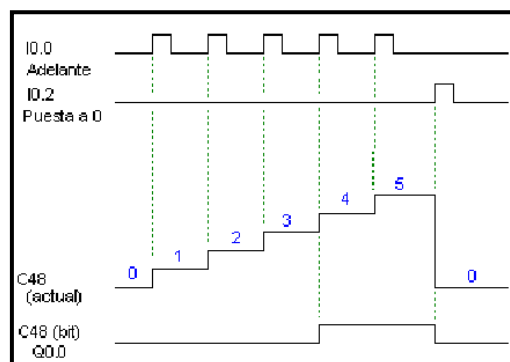 I0.0
Adelante
I0.2
Puesta a 0
5
4
3
2
1
0
0
C48
(actual)
C48 (bit)
Q0.0